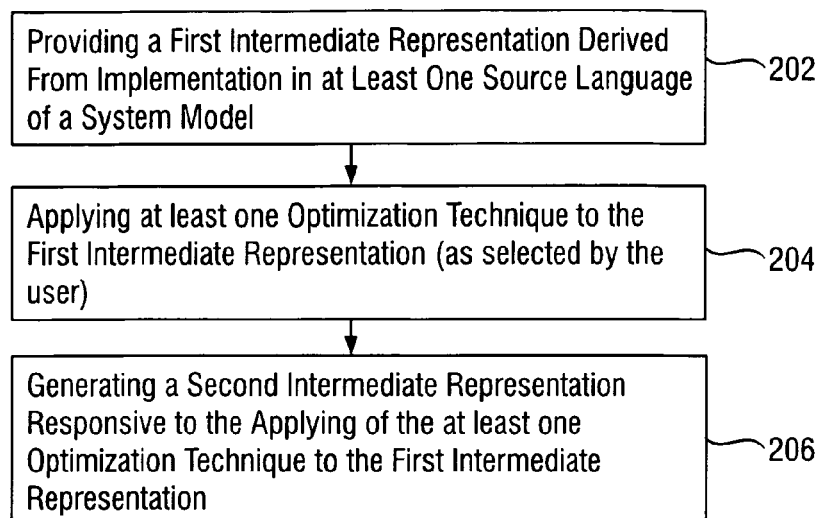 Providing a First Intermediate Representation Derived
From Implementation in at Least One Source Language
of a System Model
202
Applying at least one Optimization Technique to the
First Intermediate Representation (as selected by the
user)
204
Generating a Second Intermediate Representation
Responsive to the Applying of the at least one
Optimization Technique to the First Intermediate
Representation
206